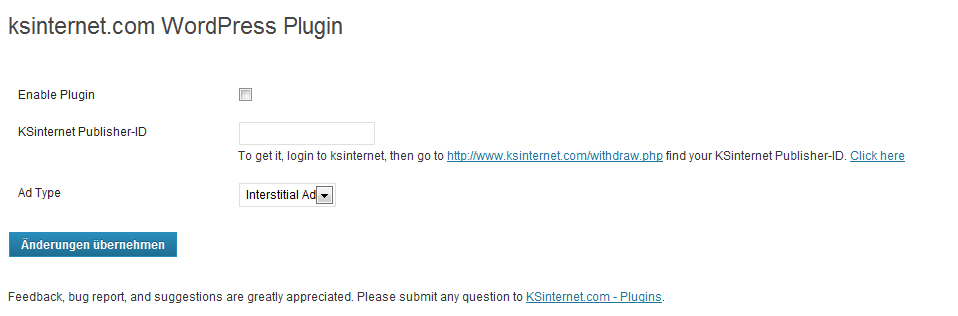 ksinternet.com WordPress Plugin
Enable Plugin
KSinternet Publisher-ID
To get it, login to ksinternet, then go to http://www.ksinternet.com/withdraw.php find your KSinternet Publisher-ID. Click here
Ad Type
Interstitial Ad
Änderungen übernehmen
Feedback, bug report, and suggestions are greatly appreciated. Please submit any question to KSinternet.com - Plugins.